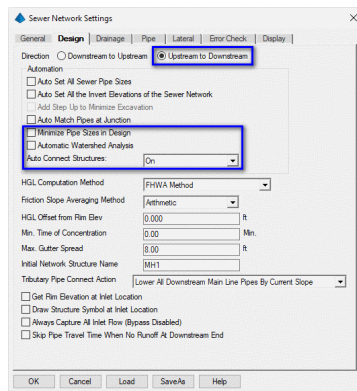 Sewer Network Settings
General Design Drainage Pipe Lateral Error Check Display
Direction Downstream to Upstream Upstream to Downstream
Automation
Auto Set All Sewer Pipe Sizes
Auto Set All the Invert Elevations of the Sewer Network
Add Step Up to Minimize Excavation
Auto Match Pipes at Junction
Minimize Pipe Sizes in Design
Automatic Watershed Analysis
Auto Connect Structures: On
HGL Computation Method FHWA Method
Friction Slope Averaging Method Arithmetic
HGL Offset from Rim Elev 0.000 ft
Min. Time of Concentration 0.00 Min.
Max. Gutter Spread 8.00 ft
Initial Network Structure Name MH1
Tributary Pipe Connect Action Lower All Downstream Main Line Pipes By Current Slope
Get Rim Elevation at Inlet Location
Draw Structure Symbol at Inlet Location
Always Capture All Inlet Flow (Bypass Disabled)
Skip Pipe Travel Time When No Runoff At Downstream End
OK Cancel Load SaveAs Help